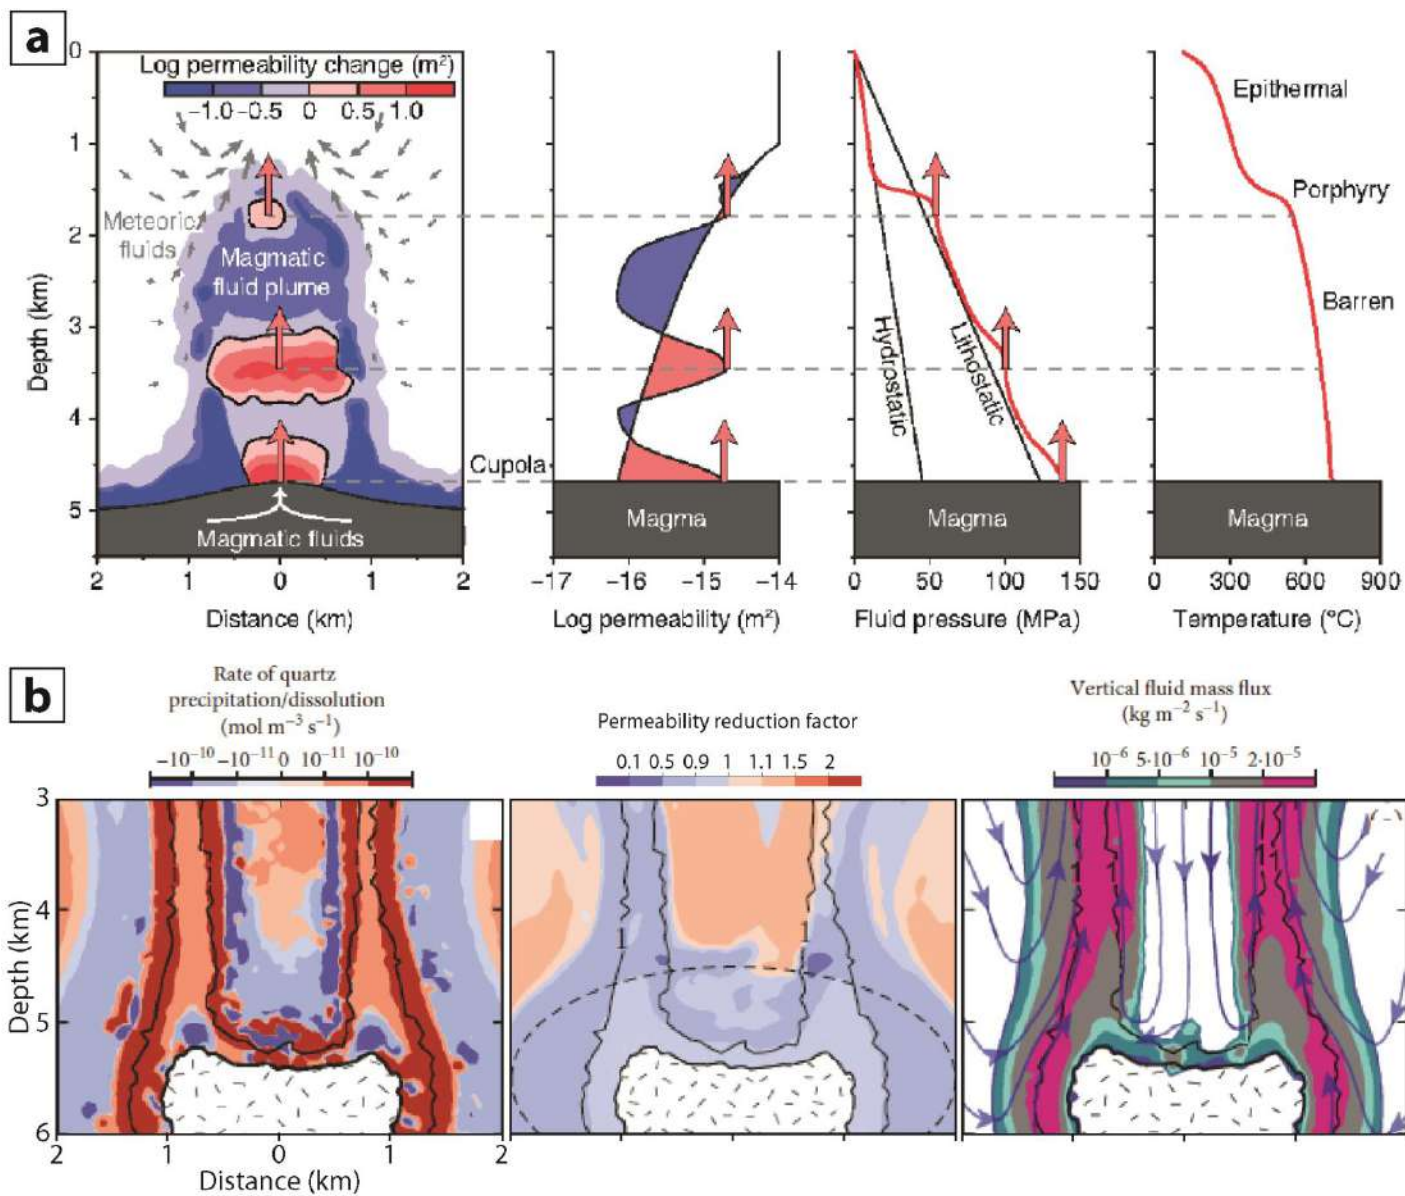 a
Log permeability change (m²)
−1.0 −0.5 0 0.5 1.0
0
1
2
3
4
5
Depth (km)
Meteoric
fluids
Magmatic
fluid plume
Magmatic fluids
2 1 0 1 2
Distance (km)
Cupola
Magma
−17 −16 −15 −14
Log permeability (m²)
Hydrostatic
Lithostatic
Magma
0 50 100 150
Fluid pressure (MPa)
Epithermal
Porphyry
Barren
Magma
0 300 600 900
Temperature (°C)
b
Rate of quartz
precipitation/dissolution
(mol m⁻³ s⁻¹)
−10⁻¹⁰ −10⁻¹¹ 0 10⁻¹¹ 10⁻¹⁰
3
4
5
6
Depth (km)
2 1 0 1 2
Distance (km)
Permeability reduction factor
0.1 0.5 0.9 1 1.1 1.5 2
1
1
Vertical fluid mass flux
(kg m⁻² s⁻¹)
10⁻⁶ 5·10⁻⁶ 10⁻⁵ 2·10⁻⁵
(-)
1 1 1 1